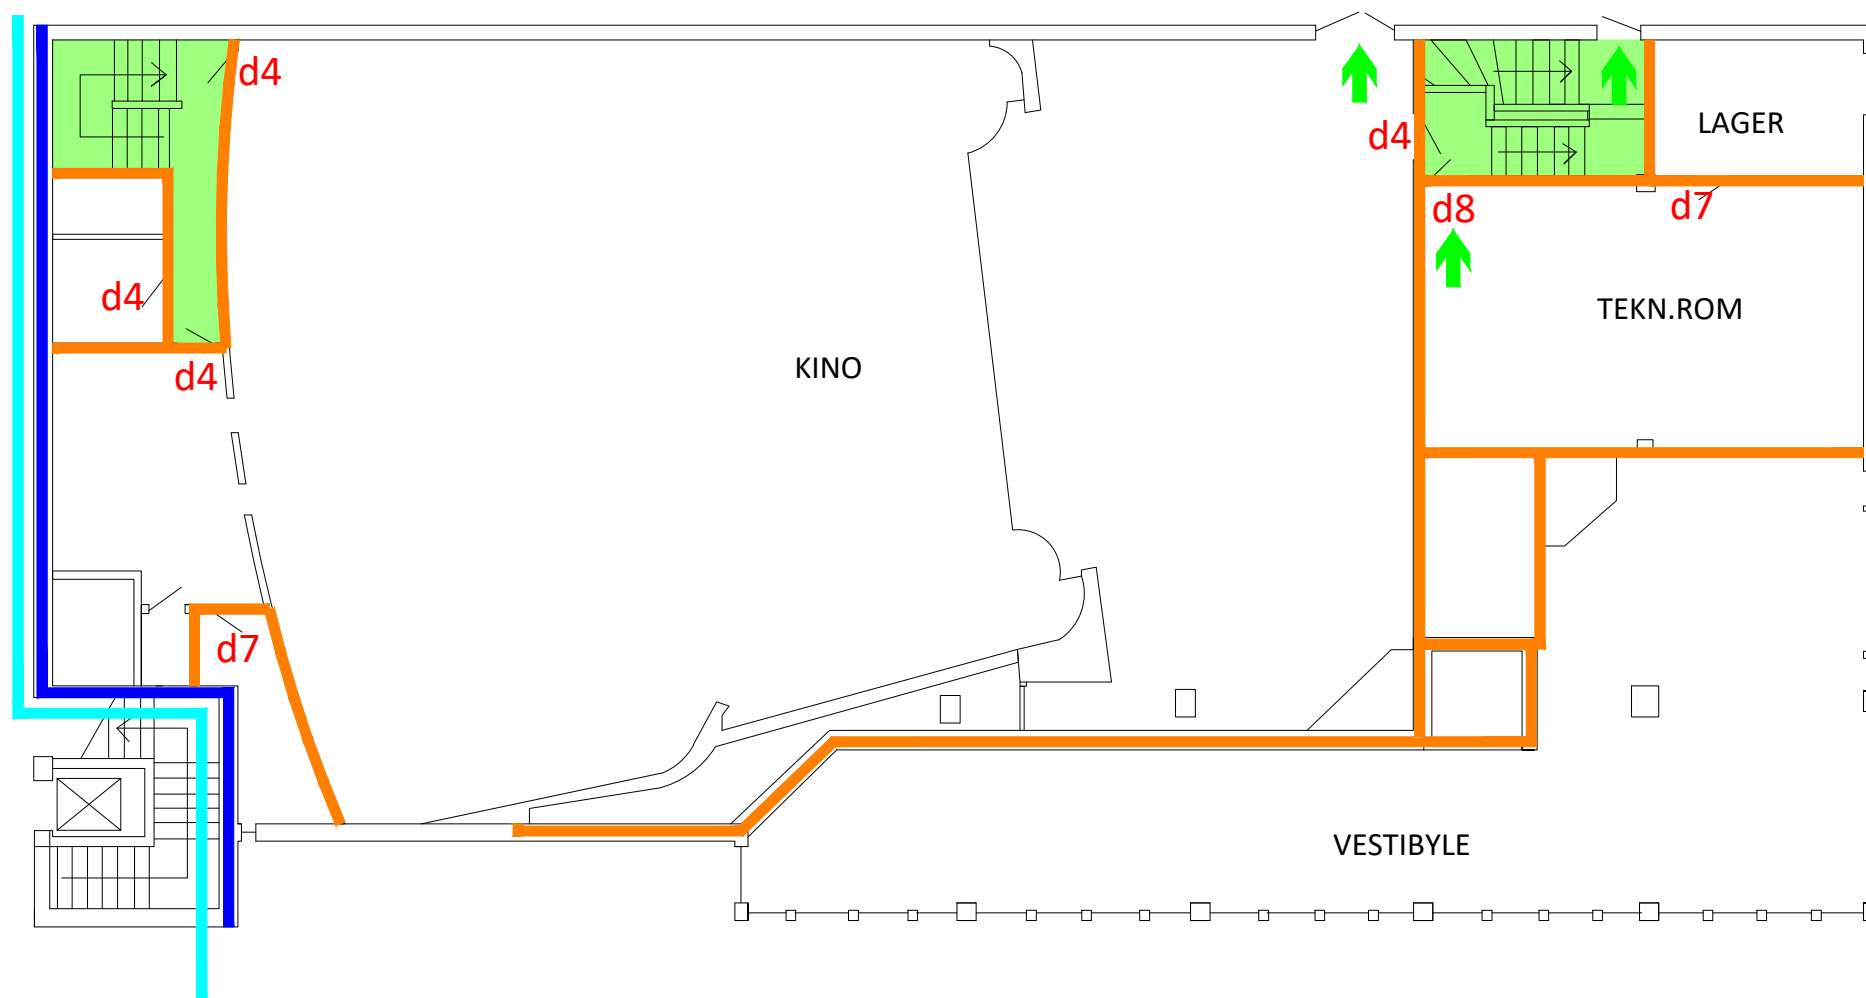 d4
LAGER
d4
d8
d7
d4
TEKN.ROM
KINO
d4
d7
VESTIBYLE